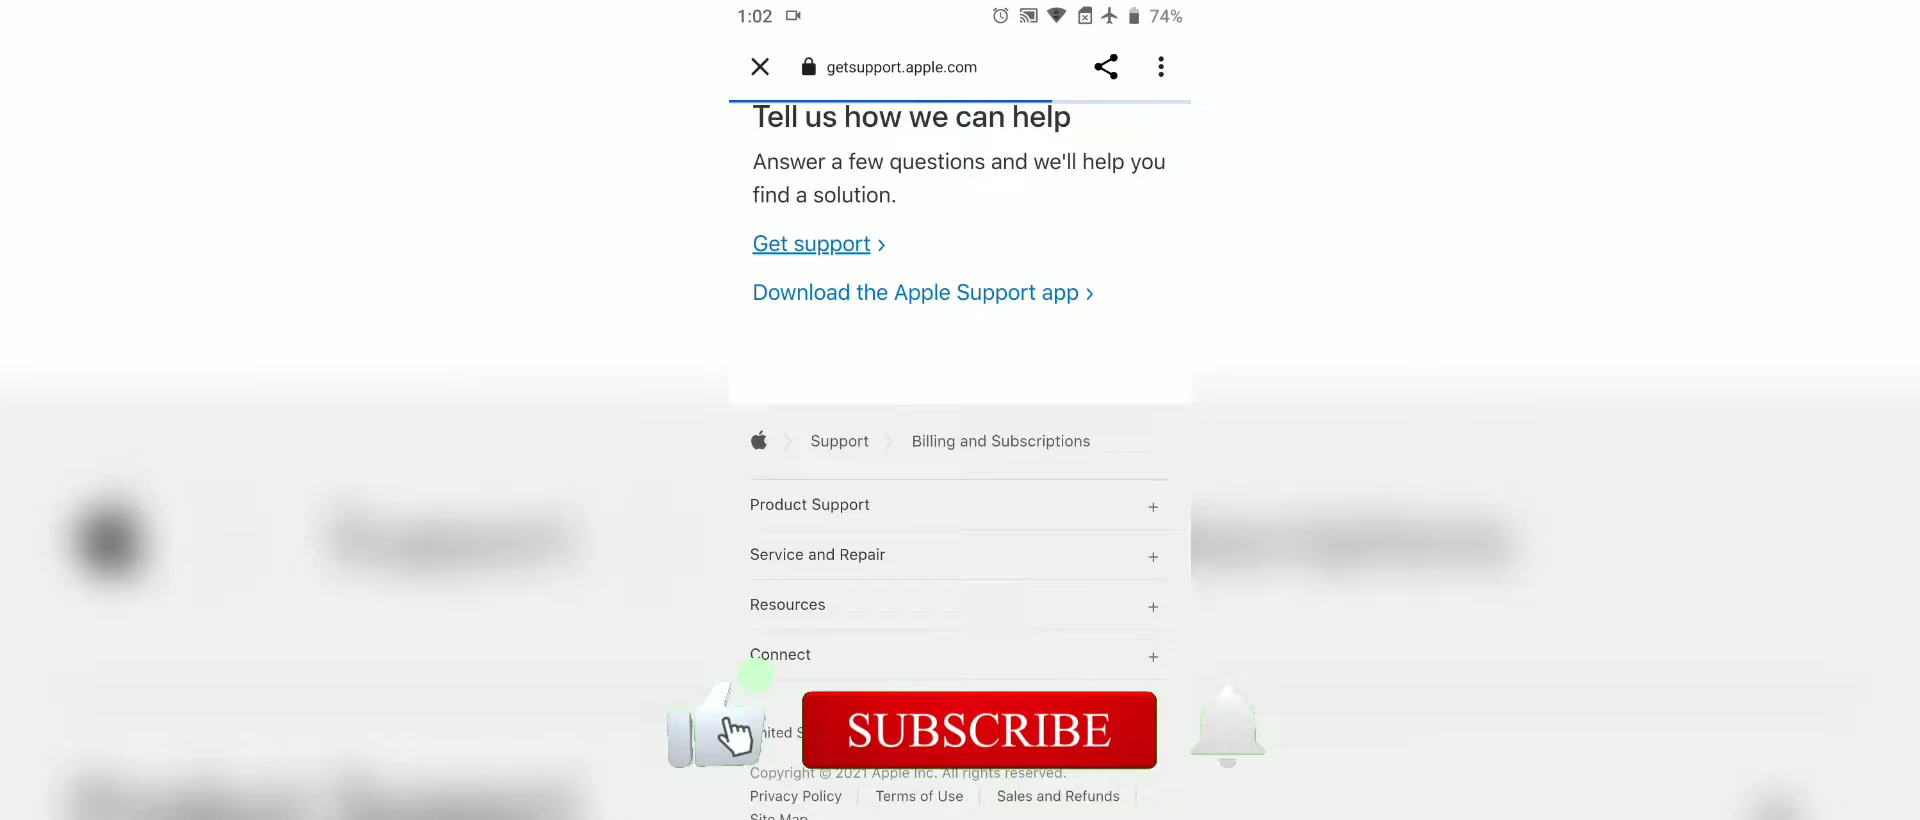 1:02
74%
getsupport.apple.com
Tell us how we can help
Answer a few questions and we'll help you
find a solution.
Get support ›
Download the Apple Support app ›
Support
Billing and Subscriptions
Product Support +
Service and Repair +
Resources +
Connect +
SUBSCRIBE
Copyright © 2021 Apple Inc. All rights reserved.
Privacy Policy | Terms of Use | Sales and Refunds |
Site Map